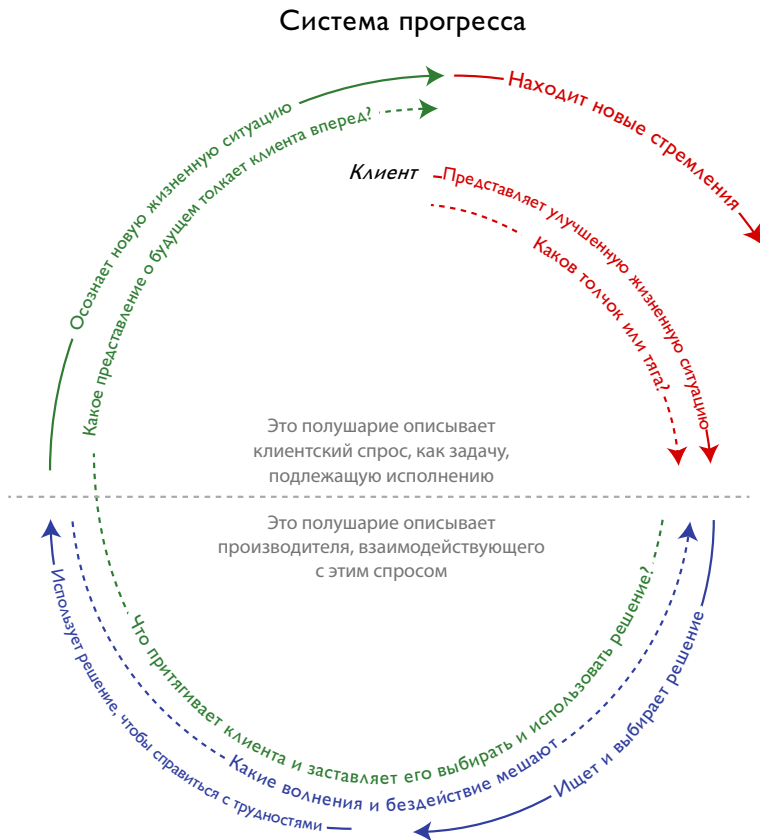 Система прогресса
Находит новые стремления
Осознает новую жизненную ситуацию
Какое представление о будущем толкает клиента вперед?
Клиент
Представляет улучшенную жизненную ситуацию
Каков толчок или тяга?
Это полушарие описывает
клиентский спрос, как задачу,
подлежащую исполнению
Это полушарие описывает
производителя, взаимодействующего
с этим спросом
Ищет и выбирает решение
Что притягивает клиента и заставляет его выбирать и использовать решение?
Какие волнения и бездействие мешают
Использует решение, чтобы справиться с трудностями